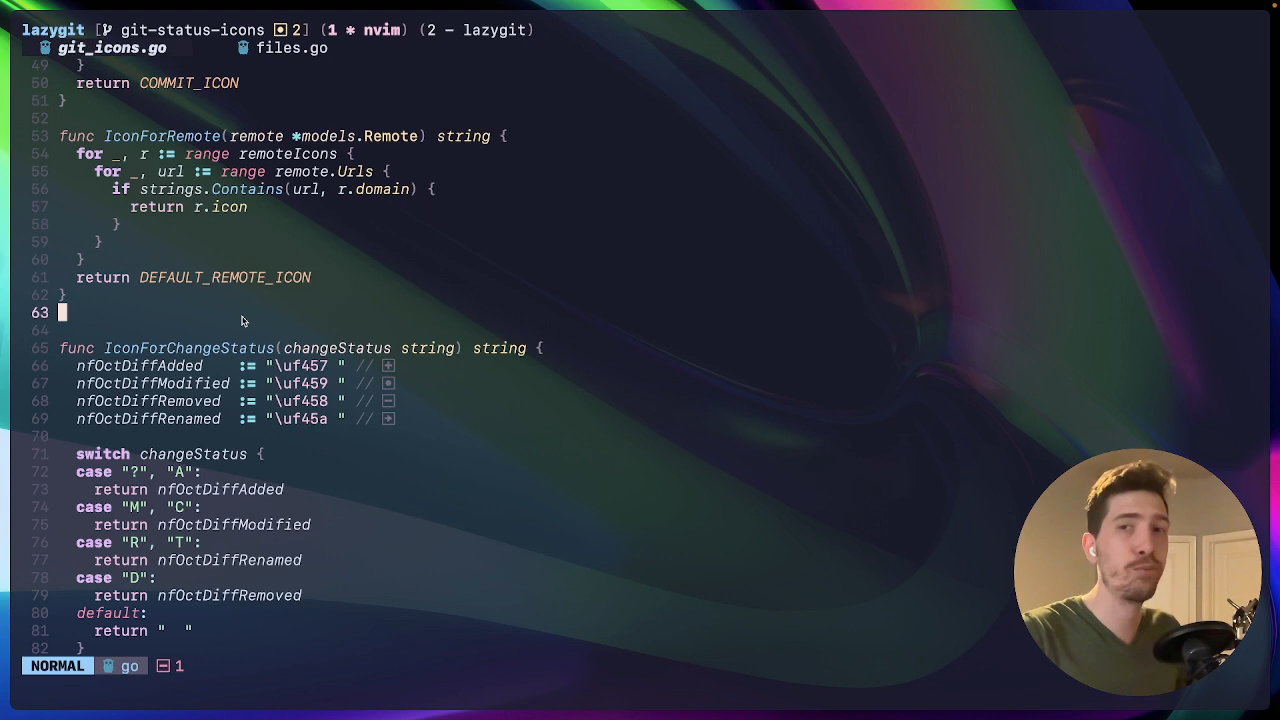 lazygit [ git-status-icons 2] (1 * nvim) (2 - lazygit)
git_icons.go files.go
49 }
50 return COMMIT_ICON
51 }
52
53 func IconForRemote(remote *models.Remote) string {
54 for _, r := range remoteIcons {
55 for _, url := range remote.Urls {
56 if strings.Contains(url, r.domain) {
57 return r.icon
58 }
59 }
60 }
61 return DEFAULT_REMOTE_ICON
62 }
63
64
65 func IconForChangeStatus(changeStatus string) string {
66 nfOctDiffAdded := "\uf457 " //
67 nfOctDiffModified := "\uf459 " //
68 nfOctDiffRemoved := "\uf458 " //
69 nfOctDiffRenamed := "\uf45a " //
70
71 switch changeStatus {
72 case "?", "A":
73 return nfOctDiffAdded
74 case "M", "C":
75 return nfOctDiffModified
76 case "R", "T":
77 return nfOctDiffRenamed
78 case "D":
79 return nfOctDiffRemoved
80 default:
81 return "  "
82 }
NORMAL go 1